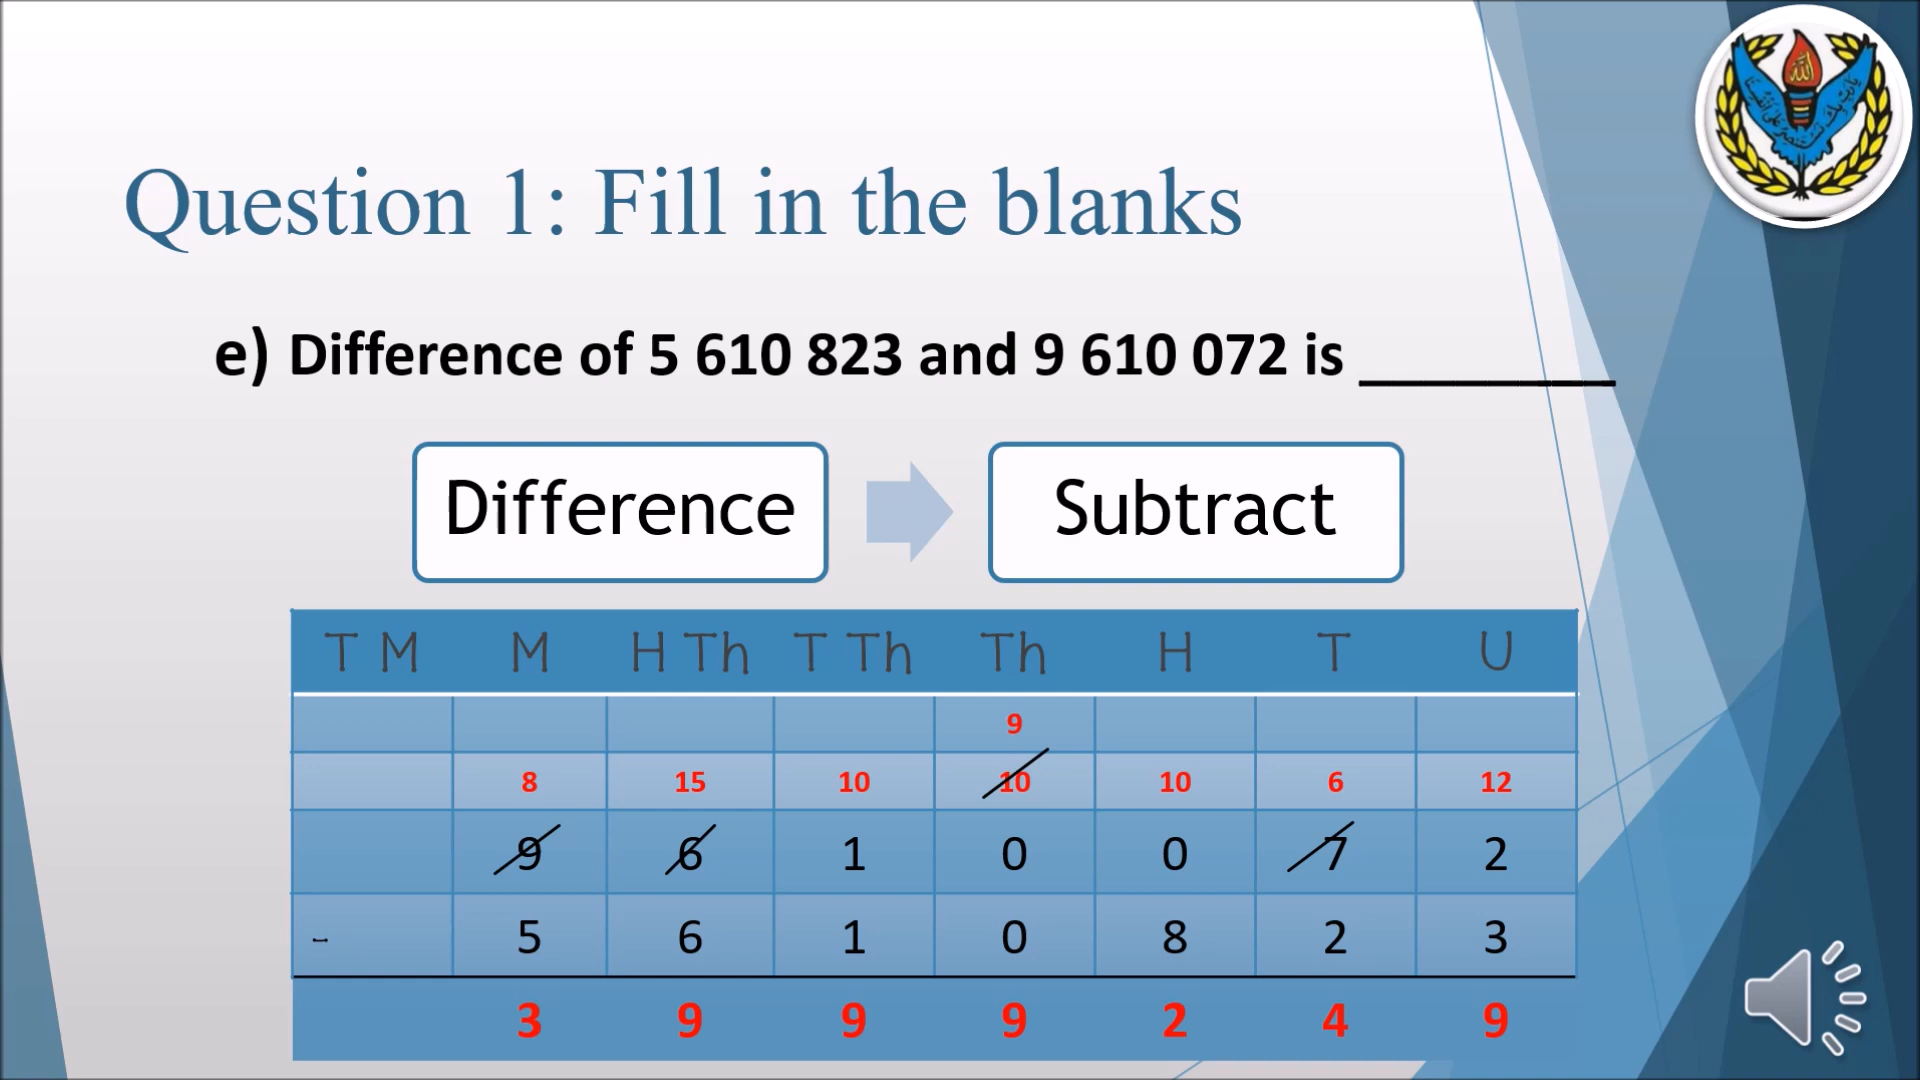 Question 1: Fill in the blanks
e) Difference of 5 610 823 and 9 610 072 is ________
Difference
Subtract
T M M H Th T Th Th H T U
9
8 15 10 10 10 6 12
9 6 1 0 0 7 2
- 5 6 1 0 8 2 3
3 9 9 9 2 4 9